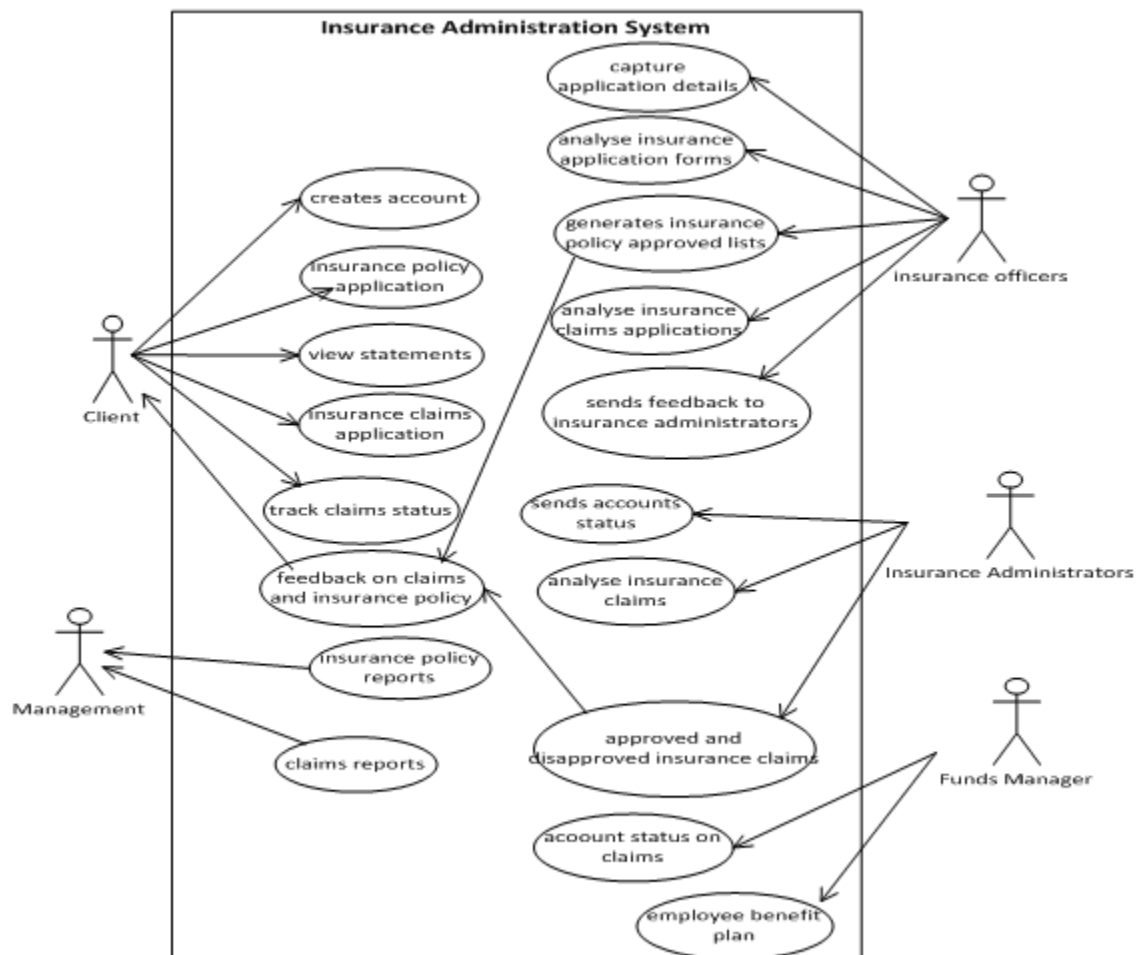 Insurance Administration System
capture
application details
analyse insurance
application forms
creates account
generates insurance
policy approved lists
insurance officers
insurance policy
application
analyse insurance
claims applications
view statements
Client
insurance claims
application
sends feedback to
insurance administrators
track claims status
sends accounts
status
Insurance Administrators
feedback on claims
and insurance policy
analyse insurance
claims
insurance policy
reports
Management
approved and
disapproved insurance claims
claims reports
Funds Manager
acoount status on
claims
employee benefit
plan